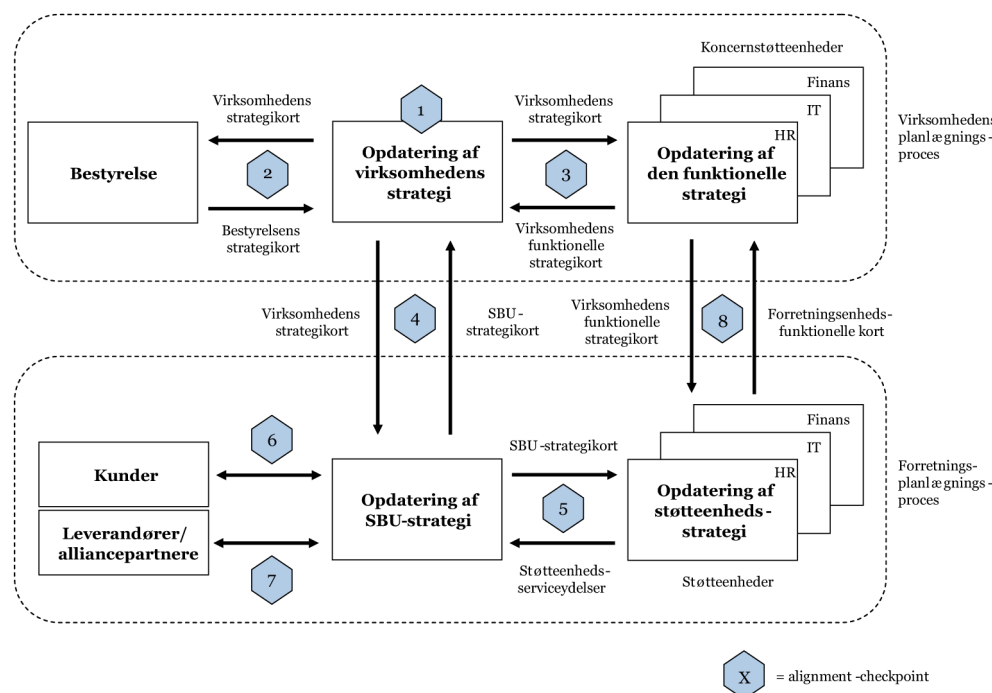 Koncernstøtteenheder
Finans
IT
HR
Virksomhedens
strategikort
1
Virksomhedens
strategikort
Virksomhedens
planlægnings-
proces
Bestyrelse
2
Opdatering af
virksomhedens
strategi
3
Opdatering af
den funktionelle
strategi
Bestyrelsens
strategikort
Virksomhedens
funktionelle
strategikort
Virksomhedens
strategikort
4
SBU-
strategikort
Virksomhedens
funktionelle
strategikort
8
Forretningsenheds-
funktionelle kort
Finans
IT
HR
6
SBU-strategikort
Kunder
Opdatering af
SBU-strategi
5
Opdatering af
støtteenheds-
strategi
Forretnings-
planlægnings-
proces
Leverandører/
alliancepartnere
7
Støtteenheds-
serviceydelser
Støtteenheder
X = alignment-checkpoint